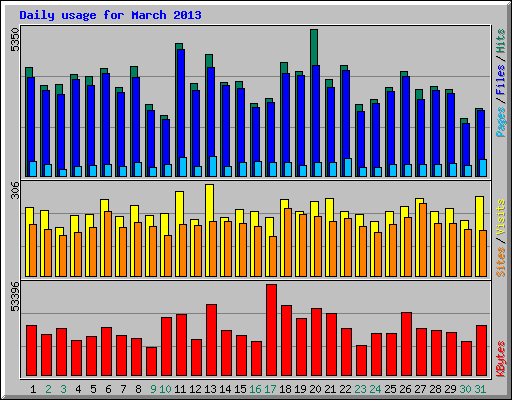 Daily usage for March 2013
5350
Pages / Files / Hits
306
Sites / Visits
53396
KBytes
1 2 3 4 5 6 7 8 9 10 11 12 13 14 15 16 17 18 19 20 21 22 23 24 25 26 27 28 29 30 31